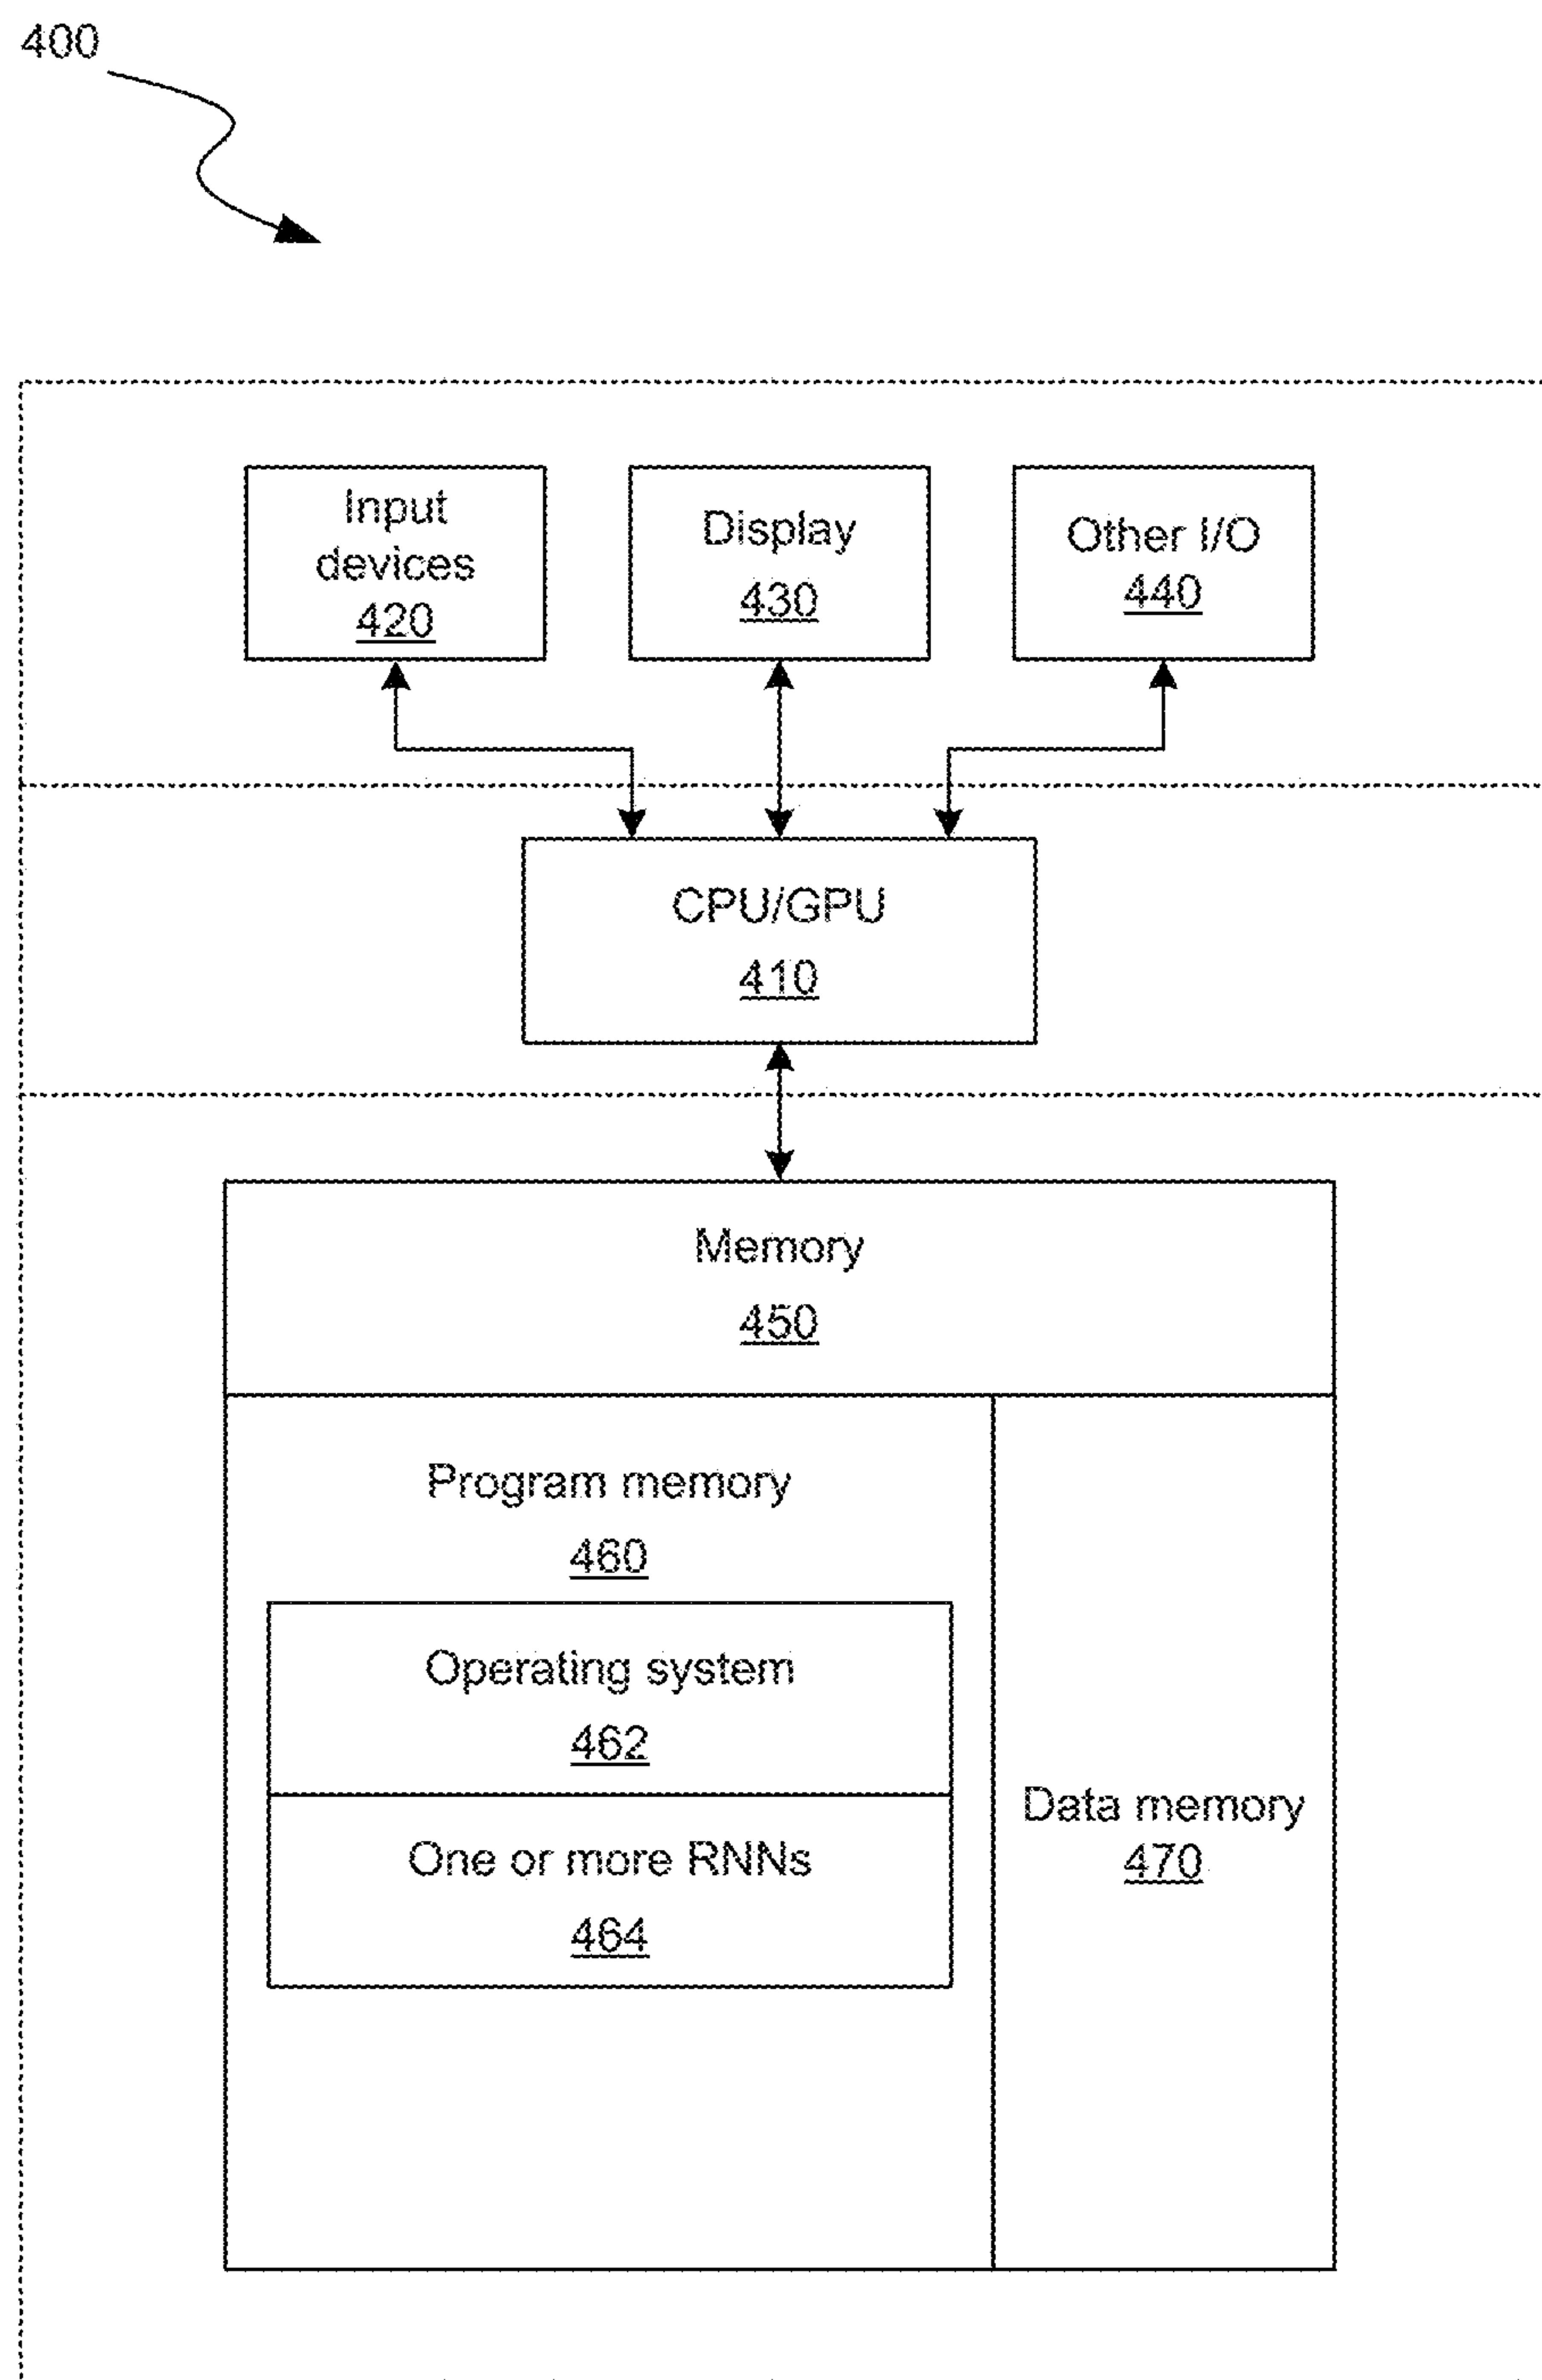 400
Input
devices
420
Display
430
Other I/O
440
CPU/GPU
410
Memory
450
Program memory
460
Operating system
462
One or more RNNs
464
Data memory
470